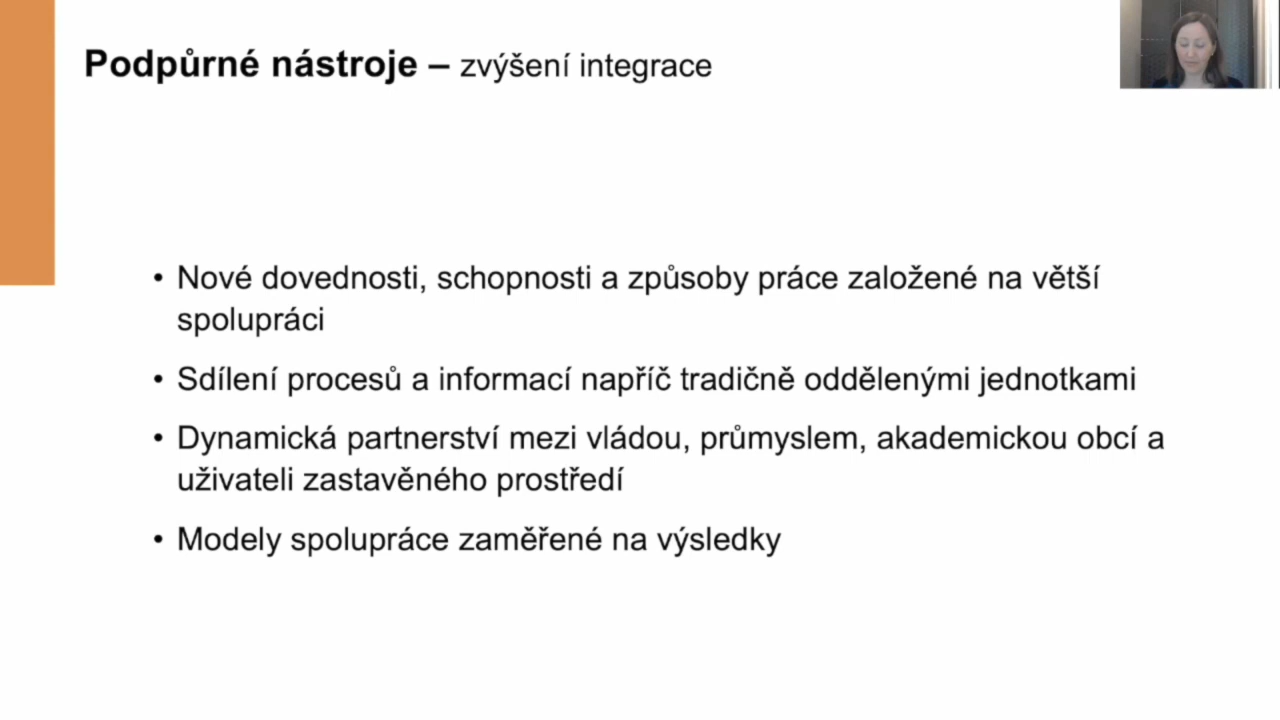 Podpůrné nástroje – zvýšení integrace
• Nové dovednosti, schopnosti a způsoby práce založené na větší
spolupráci
• Sdílení procesů a informací napříč tradičně oddělenými jednotkami
• Dynamická partnerství mezi vládou, průmyslem, akademickou obcí a
uživateli zastavěného prostředí
• Modely spolupráce zaměřené na výsledky